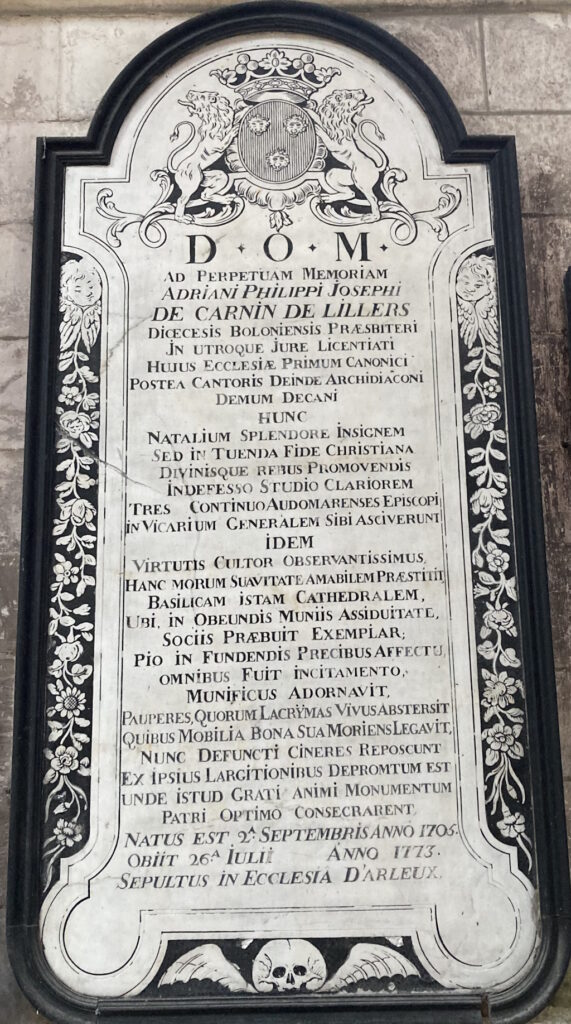 D · O · M ·
AD PERPETUAM MEMORIAM
ADRIANI PHILIPPI JOSEPHI
DE CARNIN DE LILLERS
DIŒCESIS BOLONIENSIS PRÆSBITERI
JN UTROQUE JURE LICENTIATI
HUJUS ECCLESIÆ PRIMUM CANONICI
POSTEA CANTORIS DEINDE ARCHIDIACONI
DEMUM DECANI
HUNC
NATALIUM SPLENDORE INSIGNEM
SED IN TUENDA FIDE CHRISTIANA
DIVINISQUE REBUS PROMOVENDIS
INDEFESSO STUDIO CLARIOREM
TRES CONTINUO AUDOMARENSES EPISCOPI
IN VICARIUM GENERALEM SIBI ASCIVERUNT
IDEM
VIRTUTIS CULTOR OBSERVANTISSIMUS,
HANC MORUM SUAVITATE AMABILEM PRÆSTITIT
BASILICAM ISTAM CATHEDRALEM,
UBI, IN OBEUNDIS MUNIIS ASSIDUITATE,
SOCIIS PRÆBUIT EXEMPLAR;
PIO IN FUNDENDIS PRECIBUS AFFECTU,
OMNIBUS FUIT INCITAMENTO,
MUNIFICUS ADORNAVIT,
PAUPERES, QUORUM LACRŸMAS VIVUS ABSTERSIT
QUIBUS MOBILIA BONA SUA MORIENS LEGAVIT,
NUNC DEFUNCTI CINERES REPOSCUNT
EX IPSIUS LARGITIONIBUS DEPROMTUM EST
UNDE ISTUD GRATI ANIMI MONUMENTUM
PATRI OPTIMO CONSECRARENT
NATUS EST 2.A SEPTEMBRIS ANNO 1705.
OBIIT 26A IULII ANNO 1773.
SEPULTUS IN ECCLESIA D'ARLEUX.